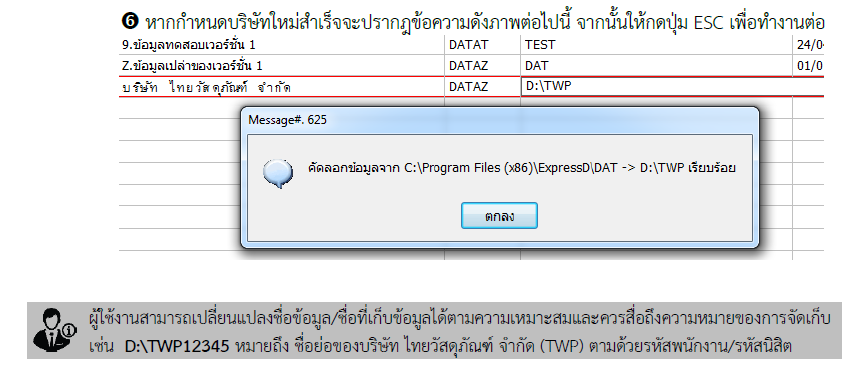 ❻ หากกำหนดบริษัทใหม่สำเร็จจะปรากฏข้อความดังภาพต่อไปนี้ จากนั้นให้กดปุ่ม ESC เพื่อทำงานต่อ
9.ข้อมูลทดสอบเวอร์ชั่น 1 DATAT TEST 24/0
Z.ข้อมูลเปล่าของเวอร์ชั่น 1 DATAZ DAT 01/0
บริษัท ไทยวัสดุภัณฑ์ จำกัด DATAZ D:\TWP
Message#. 625
คัดลอกข้อมูลจาก C:\Program Files (x86)\ExpressD\DAT -> D:\TWP เรียบร้อย
ตกลง
ผู้ใช้งานสามารถเปลี่ยนแปลงชื่อข้อมูล/ชื่อที่เก็บข้อมูลได้ตามความเหมาะสมและควรสื่อถึงความหมายของการจัดเก็บ
เช่น D:\TWP12345 หมายถึง ชื่อย่อของบริษัท ไทยวัสดุภัณฑ์ จำกัด (TWP) ตามด้วยรหัสพนักงาน/รหัสนิสิต